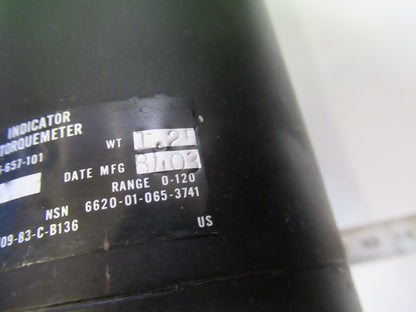 INDICATOR
TORQUEMETER
-657-101
WT
DATE MFG
RANGE 0-120
NSN 6620-01-065-3741
09-83-C-B136
US